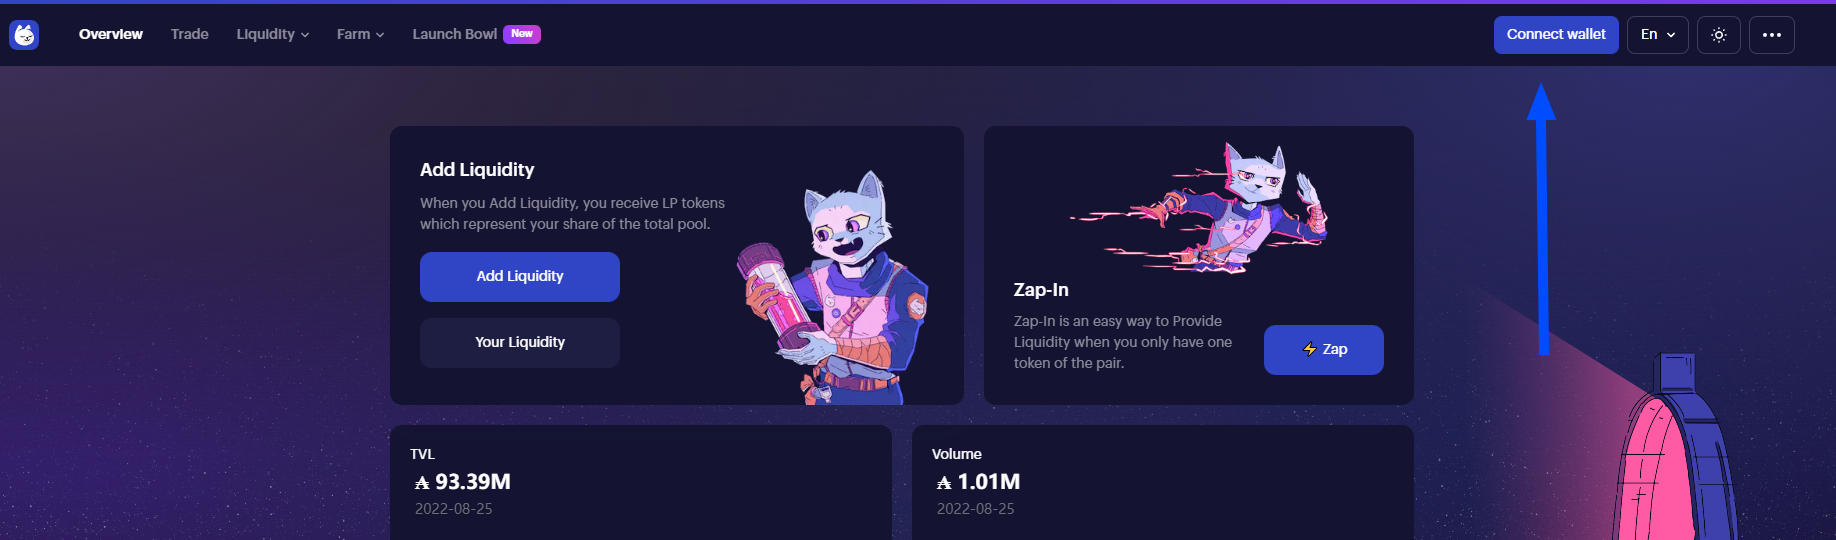 Overview Trade Liquidity Farm Launch Bowl New Connect wallet En
Add Liquidity
When you Add Liquidity, you receive LP tokens
which represent your share of the total pool.
Add Liquidity
Your Liquidity
Zap-In
Zap-In is an easy way to Provide
Liquidity when you only have one
token of the pair.
Zap
TVL
₳ 93.39M
2022-08-25
Volume
₳ 1.01M
2022-08-25